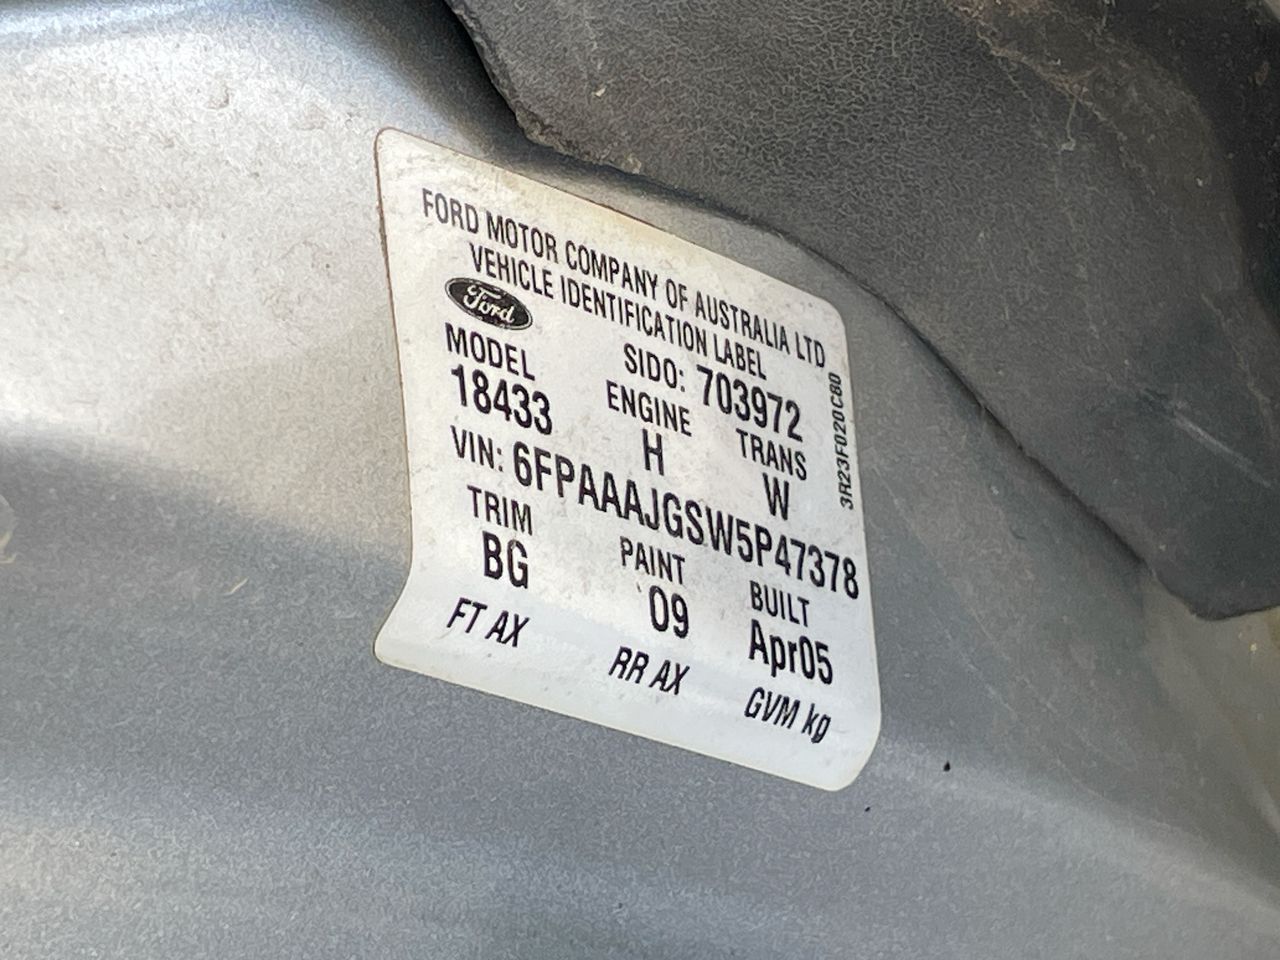 FORD MOTOR COMPANY OF AUSTRALIA LTD
VEHICLE IDENTIFICATION LABEL
Ford
SIDO: 703972
MODEL ENGINE TRANS
18433 H W
VIN: 6FPAAAJGSW5P47378
TRIM PAINT BUILT
BG 09 Apr05
FT AX RR AX GVM kg
3R23F020C80